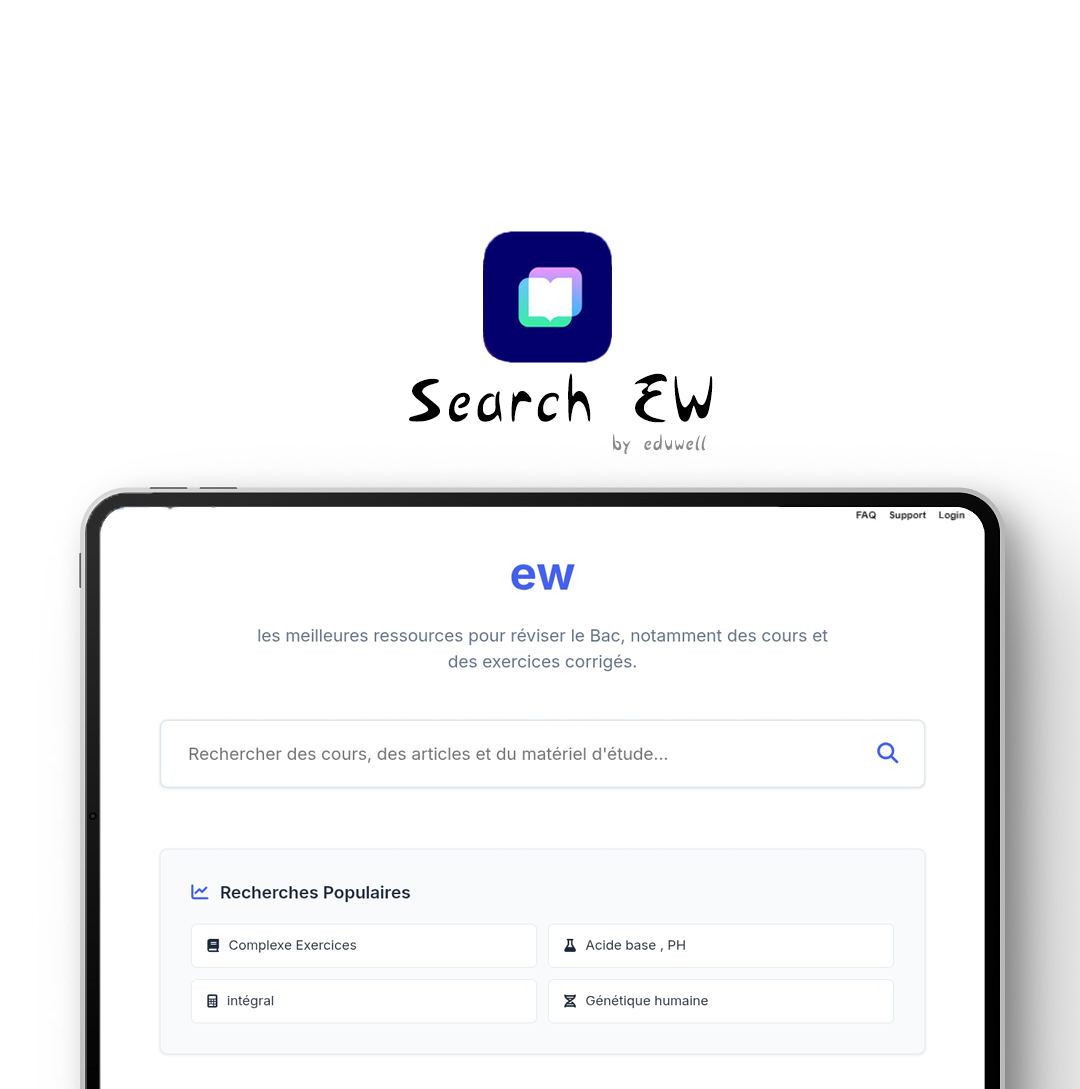 Search EW
by eduwell
FAQ Support Login
ew
les meilleures ressources pour réviser le Bac, notamment des cours et
des exercices corrigés.
Rechercher des cours, des articles et du matériel d'étude...
Recherches Populaires
Complexe Exercices
Acide base , PH
intégral
Génétique humaine